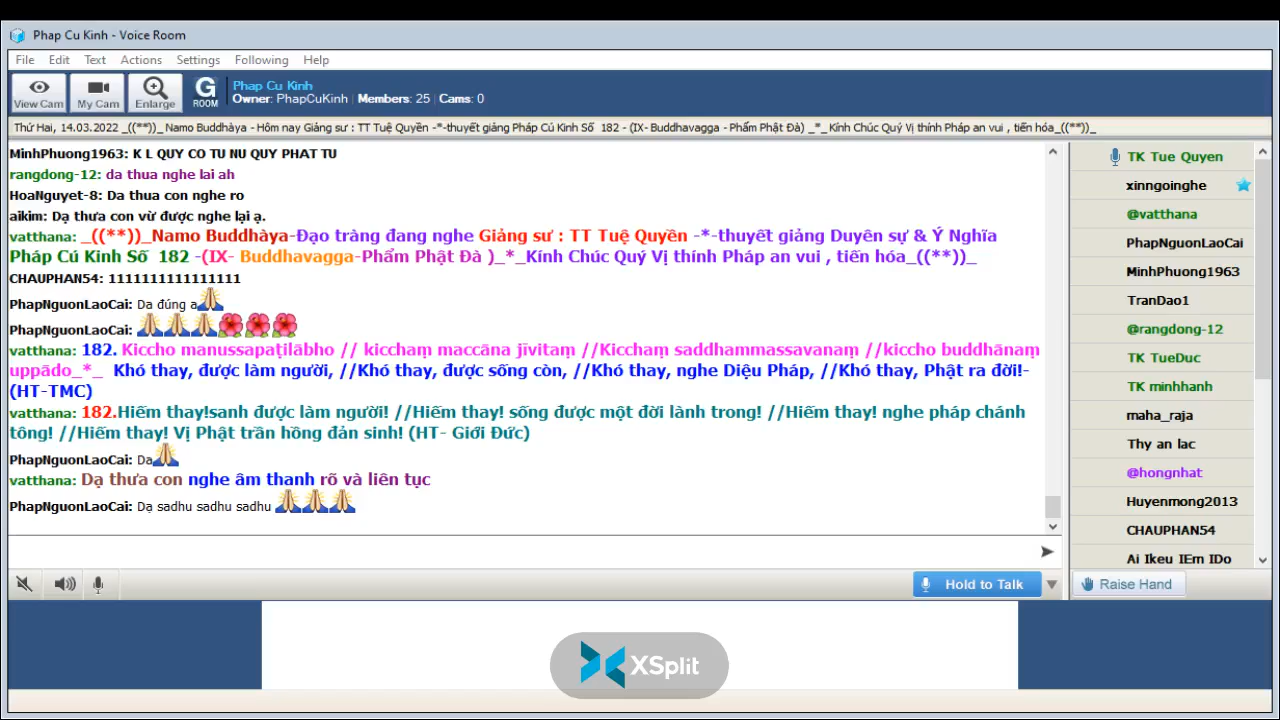 Phap Cu Kinh - Voice Room
File Edit Text Actions Settings Following Help
View Cam My Cam Enlarge G ROOM
Phap Cu Kinh
Owner: PhapCuKinh Members: 25 Cams: 0
Thứ Hai, 14.03.2022 _((**))_ Namo Buddhàya - Hôm nay Giảng sư : TT Tuệ Quyền -*-thuyết giảng Pháp Cú Kinh Số 182 - (IX- Buddhavagga - Phẩm Phật Đà) _*_ Kính Chúc Quý Vị thính Pháp an vui , tiến hóa_((**))_
MinhPhuong1963: K L QUY CO TU NU QUY PHAT TU
rangdong-12: da thua nghe lai ah
HoaNguyet-8: Da thua con nghe ro
aikim: Dạ thưa con vừ được nghe lại ạ.
vatthana: _((**))_Namo Buddhàya-Đạo tràng đang nghe Giảng sư : TT Tuệ Quyền -*-thuyết giảng Duyên sự & Ý Nghĩa
Pháp Cú Kinh Số 182 -(IX- Buddhavagga-Phẩm Phật Đà )_*_Kính Chúc Quý Vị thính Pháp an vui , tiến hóa_((**))_
CHAUPHAN54: 1111111111111111
PhapNguonLaoCai: Da đúng a
PhapNguonLaoCai:
vatthana: 182. Kiccho manussapaṭilābho // kicchaṃ maccāna jīvitaṃ //Kicchaṃ saddhammassavanaṃ //kiccho buddhānaṃ
uppādo_*_ Khó thay, được làm người, //Khó thay, được sống còn, //Khó thay, nghe Diệu Pháp, //Khó thay, Phật ra đời!-
(HT-TMC)
vatthana: 182.Hiếm thay!sanh được làm người! //Hiếm thay! sống được một đời lành trong! //Hiếm thay! nghe pháp chánh
tông! //Hiếm thay! Vị Phật trần hồng đản sinh! (HT- Giới Đức)
PhapNguonLaoCai: Da
vatthana: Dạ thưa con nghe âm thanh rõ và liên tục
PhapNguonLaoCai: Dạ sadhu sadhu sadhu
TK Tue Quyen
xinngoinghe
@vatthana
PhapNguonLaoCai
MinhPhuong1963
TranDao1
@rangdong-12
TK TueDuc
TK minhhanh
maha_raja
Thy an lac
@hongnhat
Huyenmong2013
CHAUPHAN54
Ai Ikeu IEm IDo
Hold to Talk
Raise Hand
XSplit